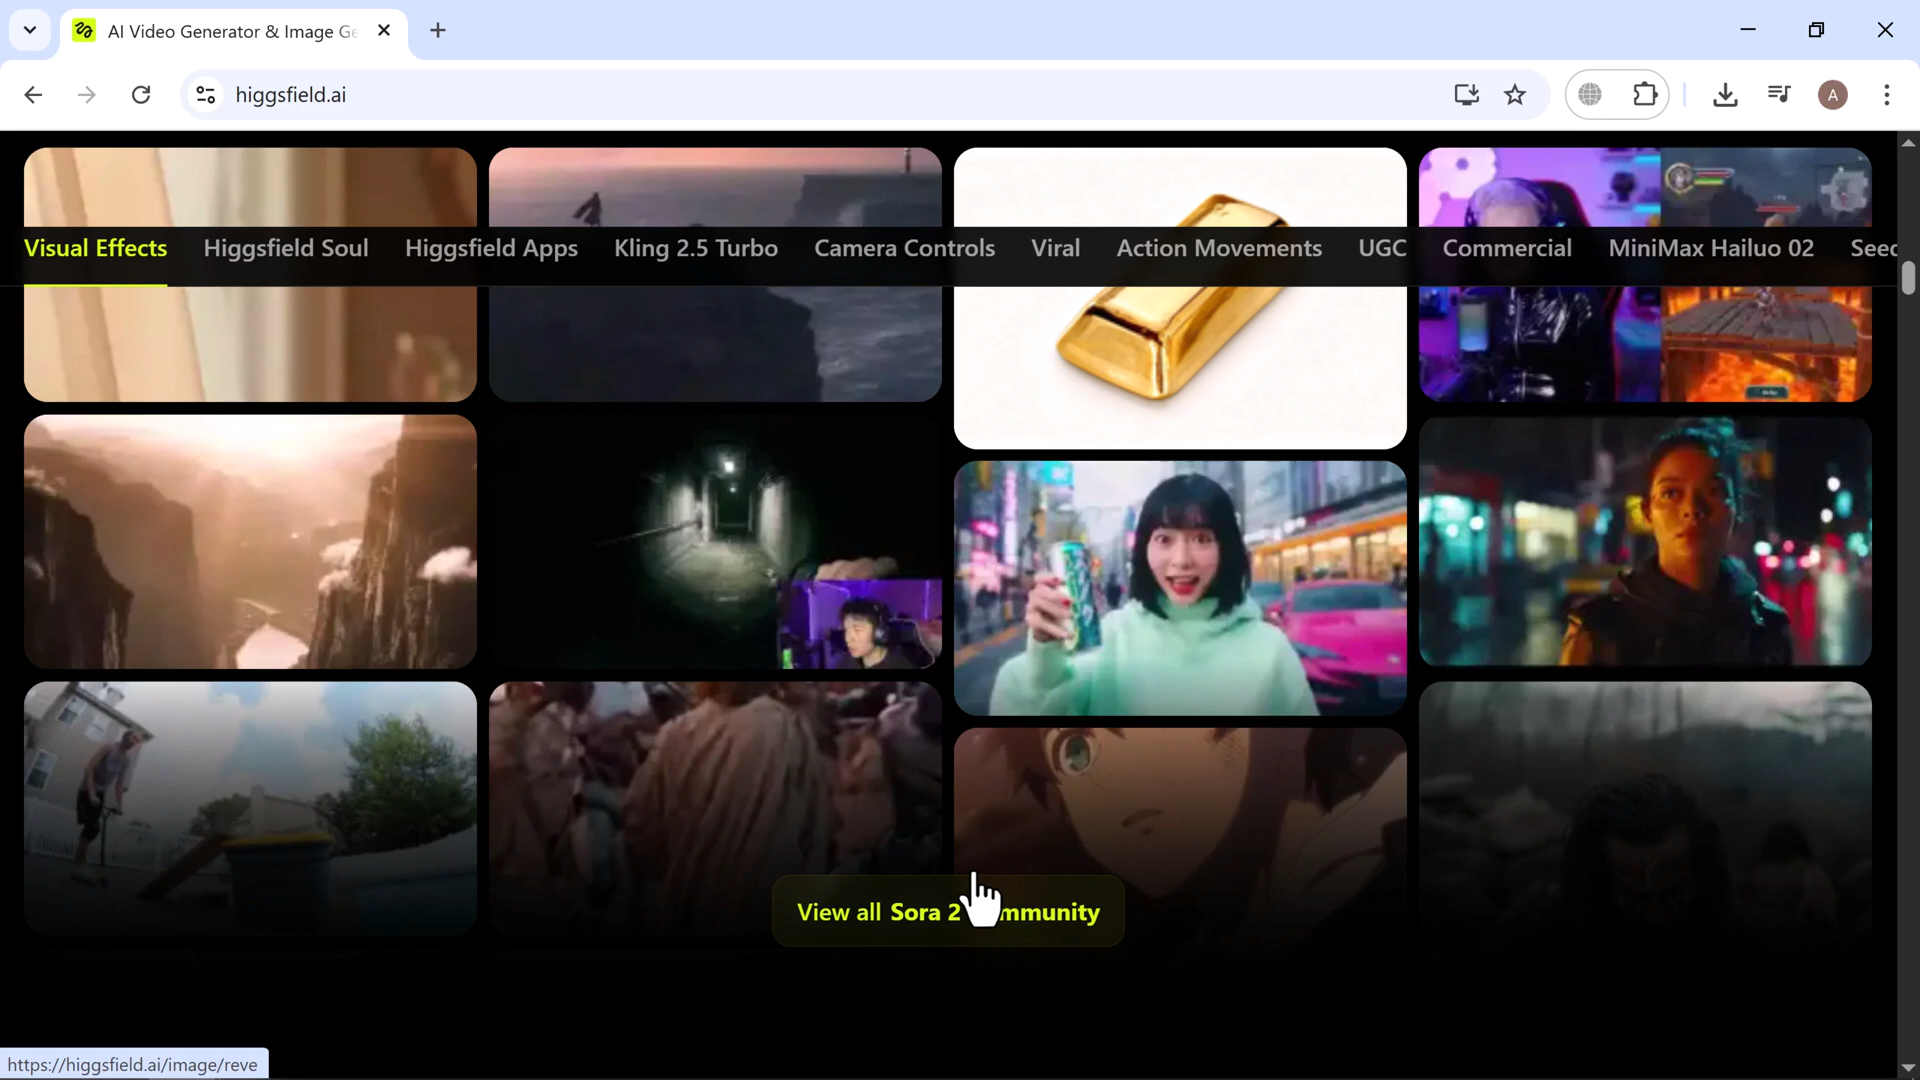 AI Video Generator & Image Ge
higgsfield.ai
A
Visual Effects Higgsfield Soul Higgsfield Apps Kling 2.5 Turbo Camera Controls Viral Action Movements UGC Commercial MiniMax Hailuo 02 Seed
View all Sora 2 mmunity
https://higgsfield.ai/image/reve